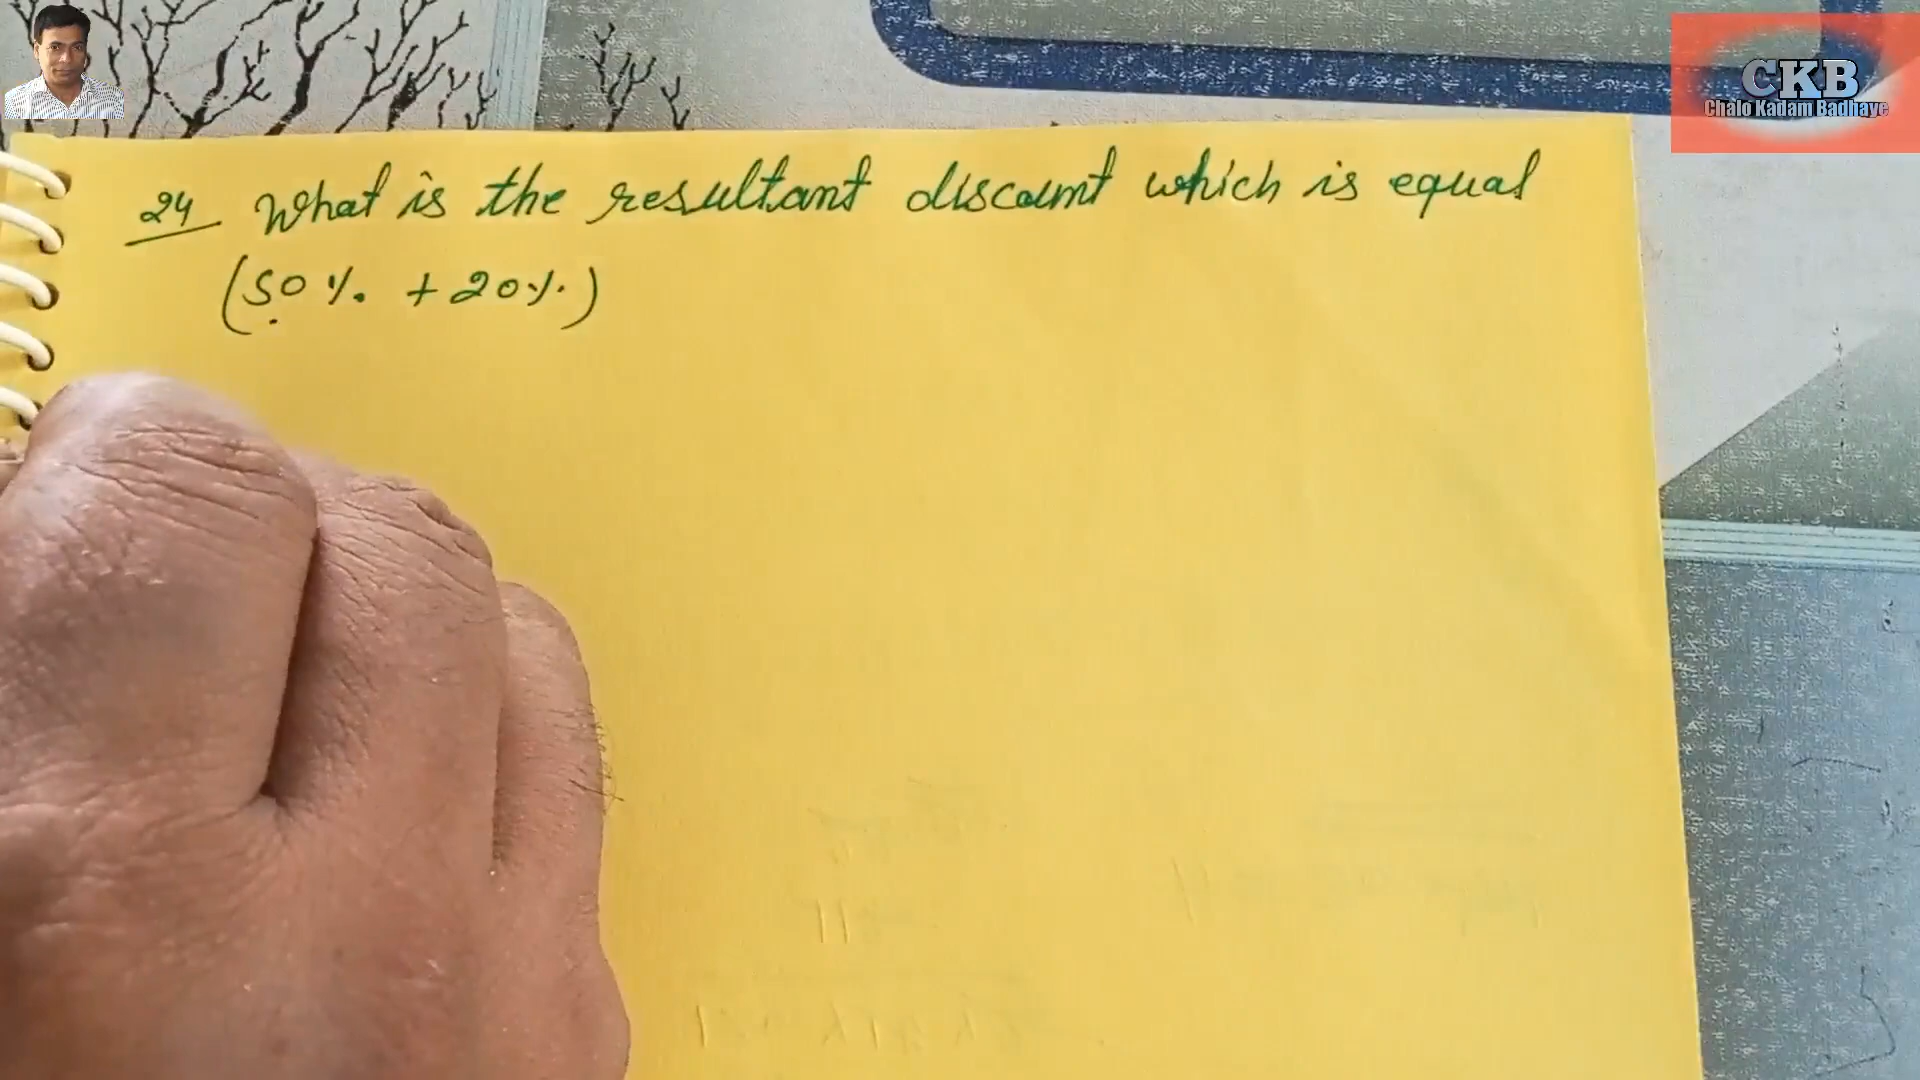 CKB
Chalo Kadam Badhaye
24 What is the resultant discount which is equal
(50% + 20%)